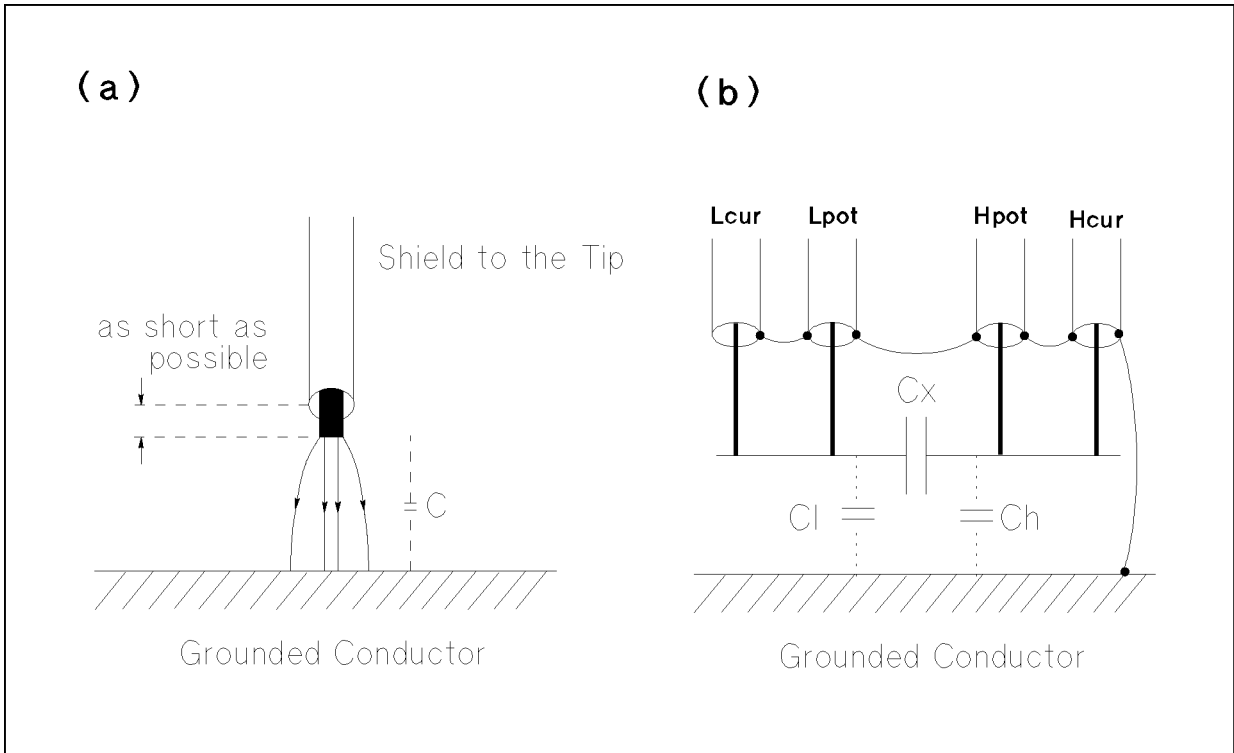 (a)
Shield to the Tip
as short as
possible
C
Grounded Conductor
(b)
Lcur Lpot Hpot Hcur
Cx
Cl Ch
Grounded Conductor